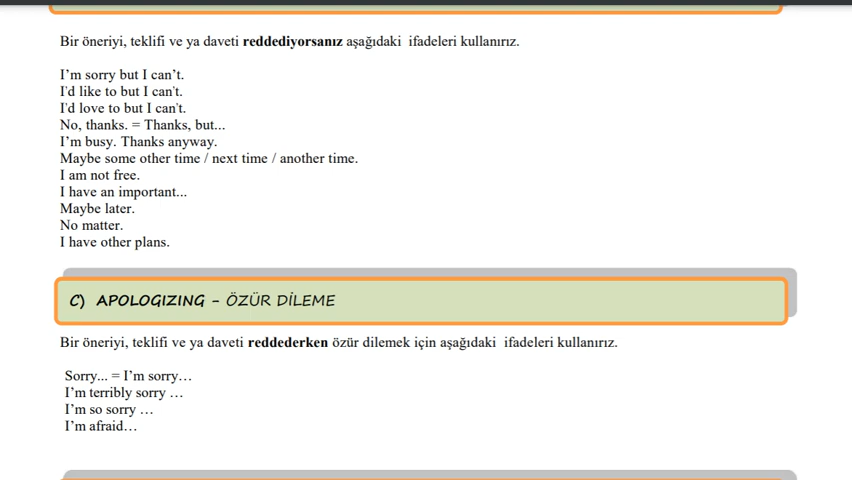 Bir öneriyi, teklifi ve ya daveti reddediyorsanız aşağıdaki ifadeleri kullanırız.
I’m sorry but I can’t.
I'd like to but I can't.
I'd love to but I can't.
No, thanks. = Thanks, but...
I’m busy. Thanks anyway.
Maybe some other time / next time / another time.
I am not free.
I have an important...
Maybe later.
No matter.
I have other plans.
C) APOLOGIZING – ÖZÜR DİLEME
Bir öneriyi, teklifi ve ya daveti reddederken özür dilemek için aşağıdaki ifadeleri kullanırız.
Sorry... = I’m sorry…
I’m terribly sorry …
I’m so sorry …
I’m afraid…